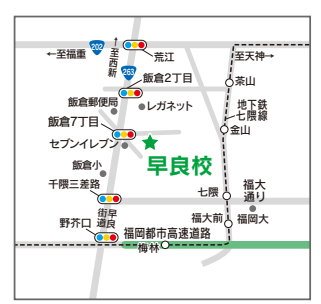 ←至福重
202
至西新→
荒江
至天神→
263
飯倉2丁目
茶山
飯倉郵便局
レガネット
地下鉄
七隈線
飯倉7丁目
金山
セブンイレブン
早良校
飯倉小
千隈三差路
七隈
福大
通り
早良
街道
福大前
福岡大
野芥口
福岡都市高速道路
梅林